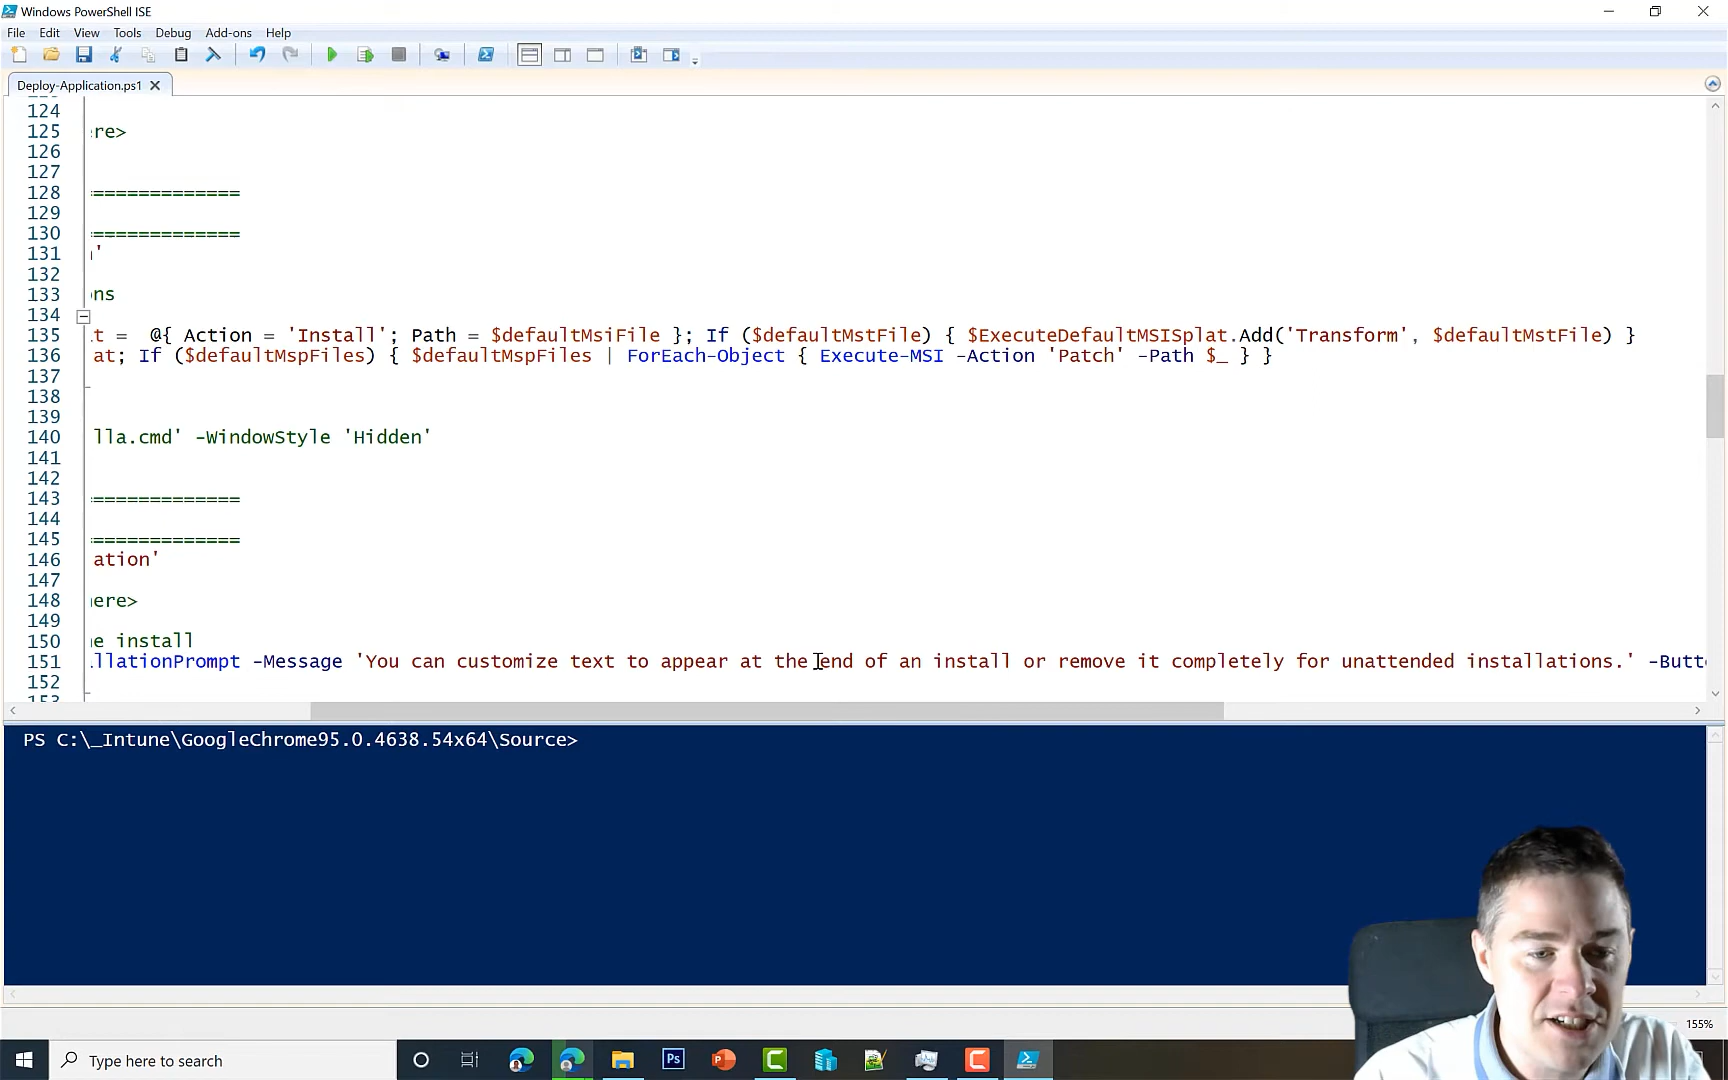 Windows PowerShell ISE
File Edit View Tools Debug Add-ons Help
Deploy-Application.ps1
124
125 re>
126
127
128 =============
129
130 =============
131 '
132
133 ns
134
135 t =  @{ Action = 'Install'; Path = $defaultMsiFile }; If ($defaultMstFile) { $ExecuteDefaultMSISplat.Add('Transform', $defaultMstFile) }
136 at; If ($defaultMspFiles) { $defaultMspFiles | ForEach-Object { Execute-MSI -Action 'Patch' -Path $_ } }
137
138
139
140 lla.cmd' -WindowStyle 'Hidden'
141
142
143 =============
144
145 =============
146 ation'
147
148 ere>
149
150 e install
151 llationPrompt -Message 'You can customize text to appear at the end of an install or remove it completely for unattended installations.' -Butt
152
PS C:\_Intune\GoogleChrome95.0.4638.54x64\Source>
155%
Type here to search
Ps